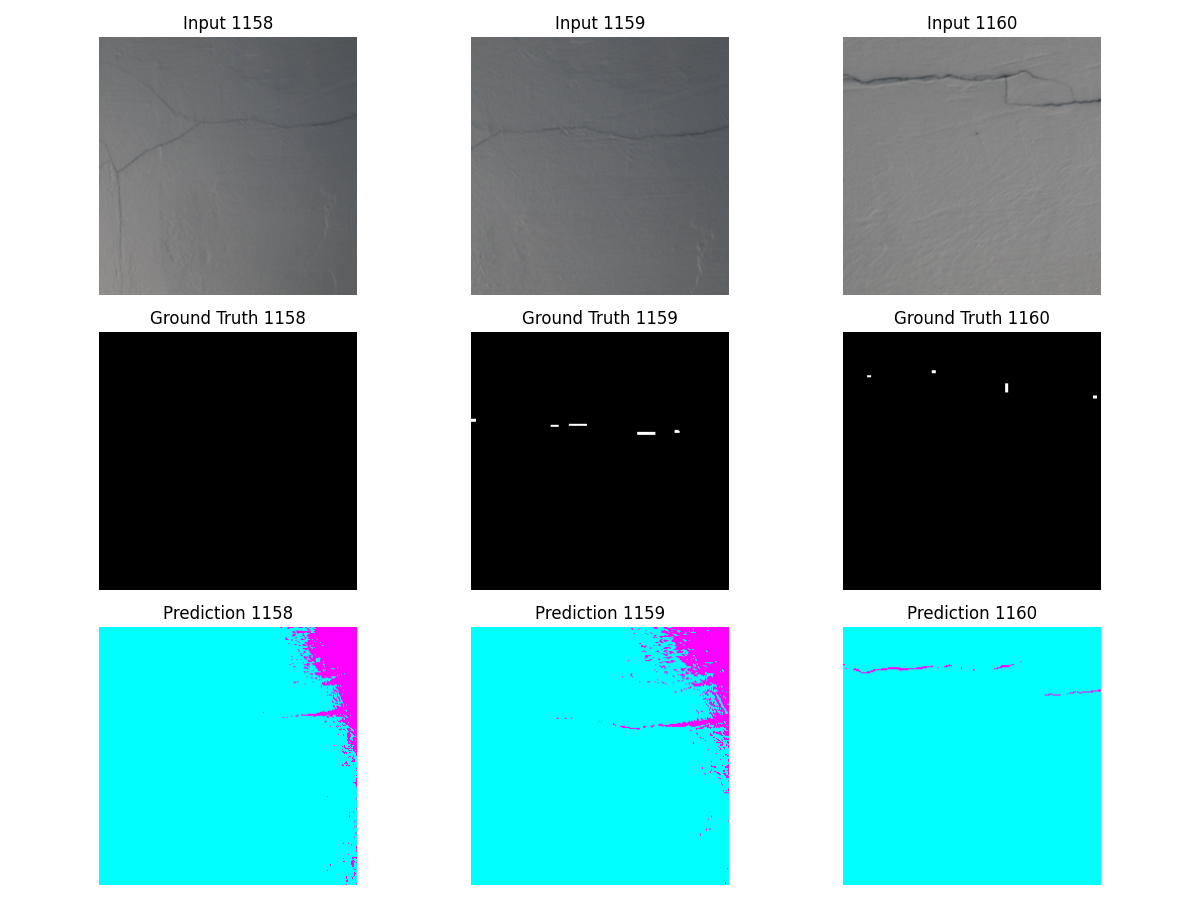 Input 1158
Input 1159
Input 1160
Ground Truth 1158
Ground Truth 1159
Ground Truth 1160
Prediction 1158
Prediction 1159
Prediction 1160